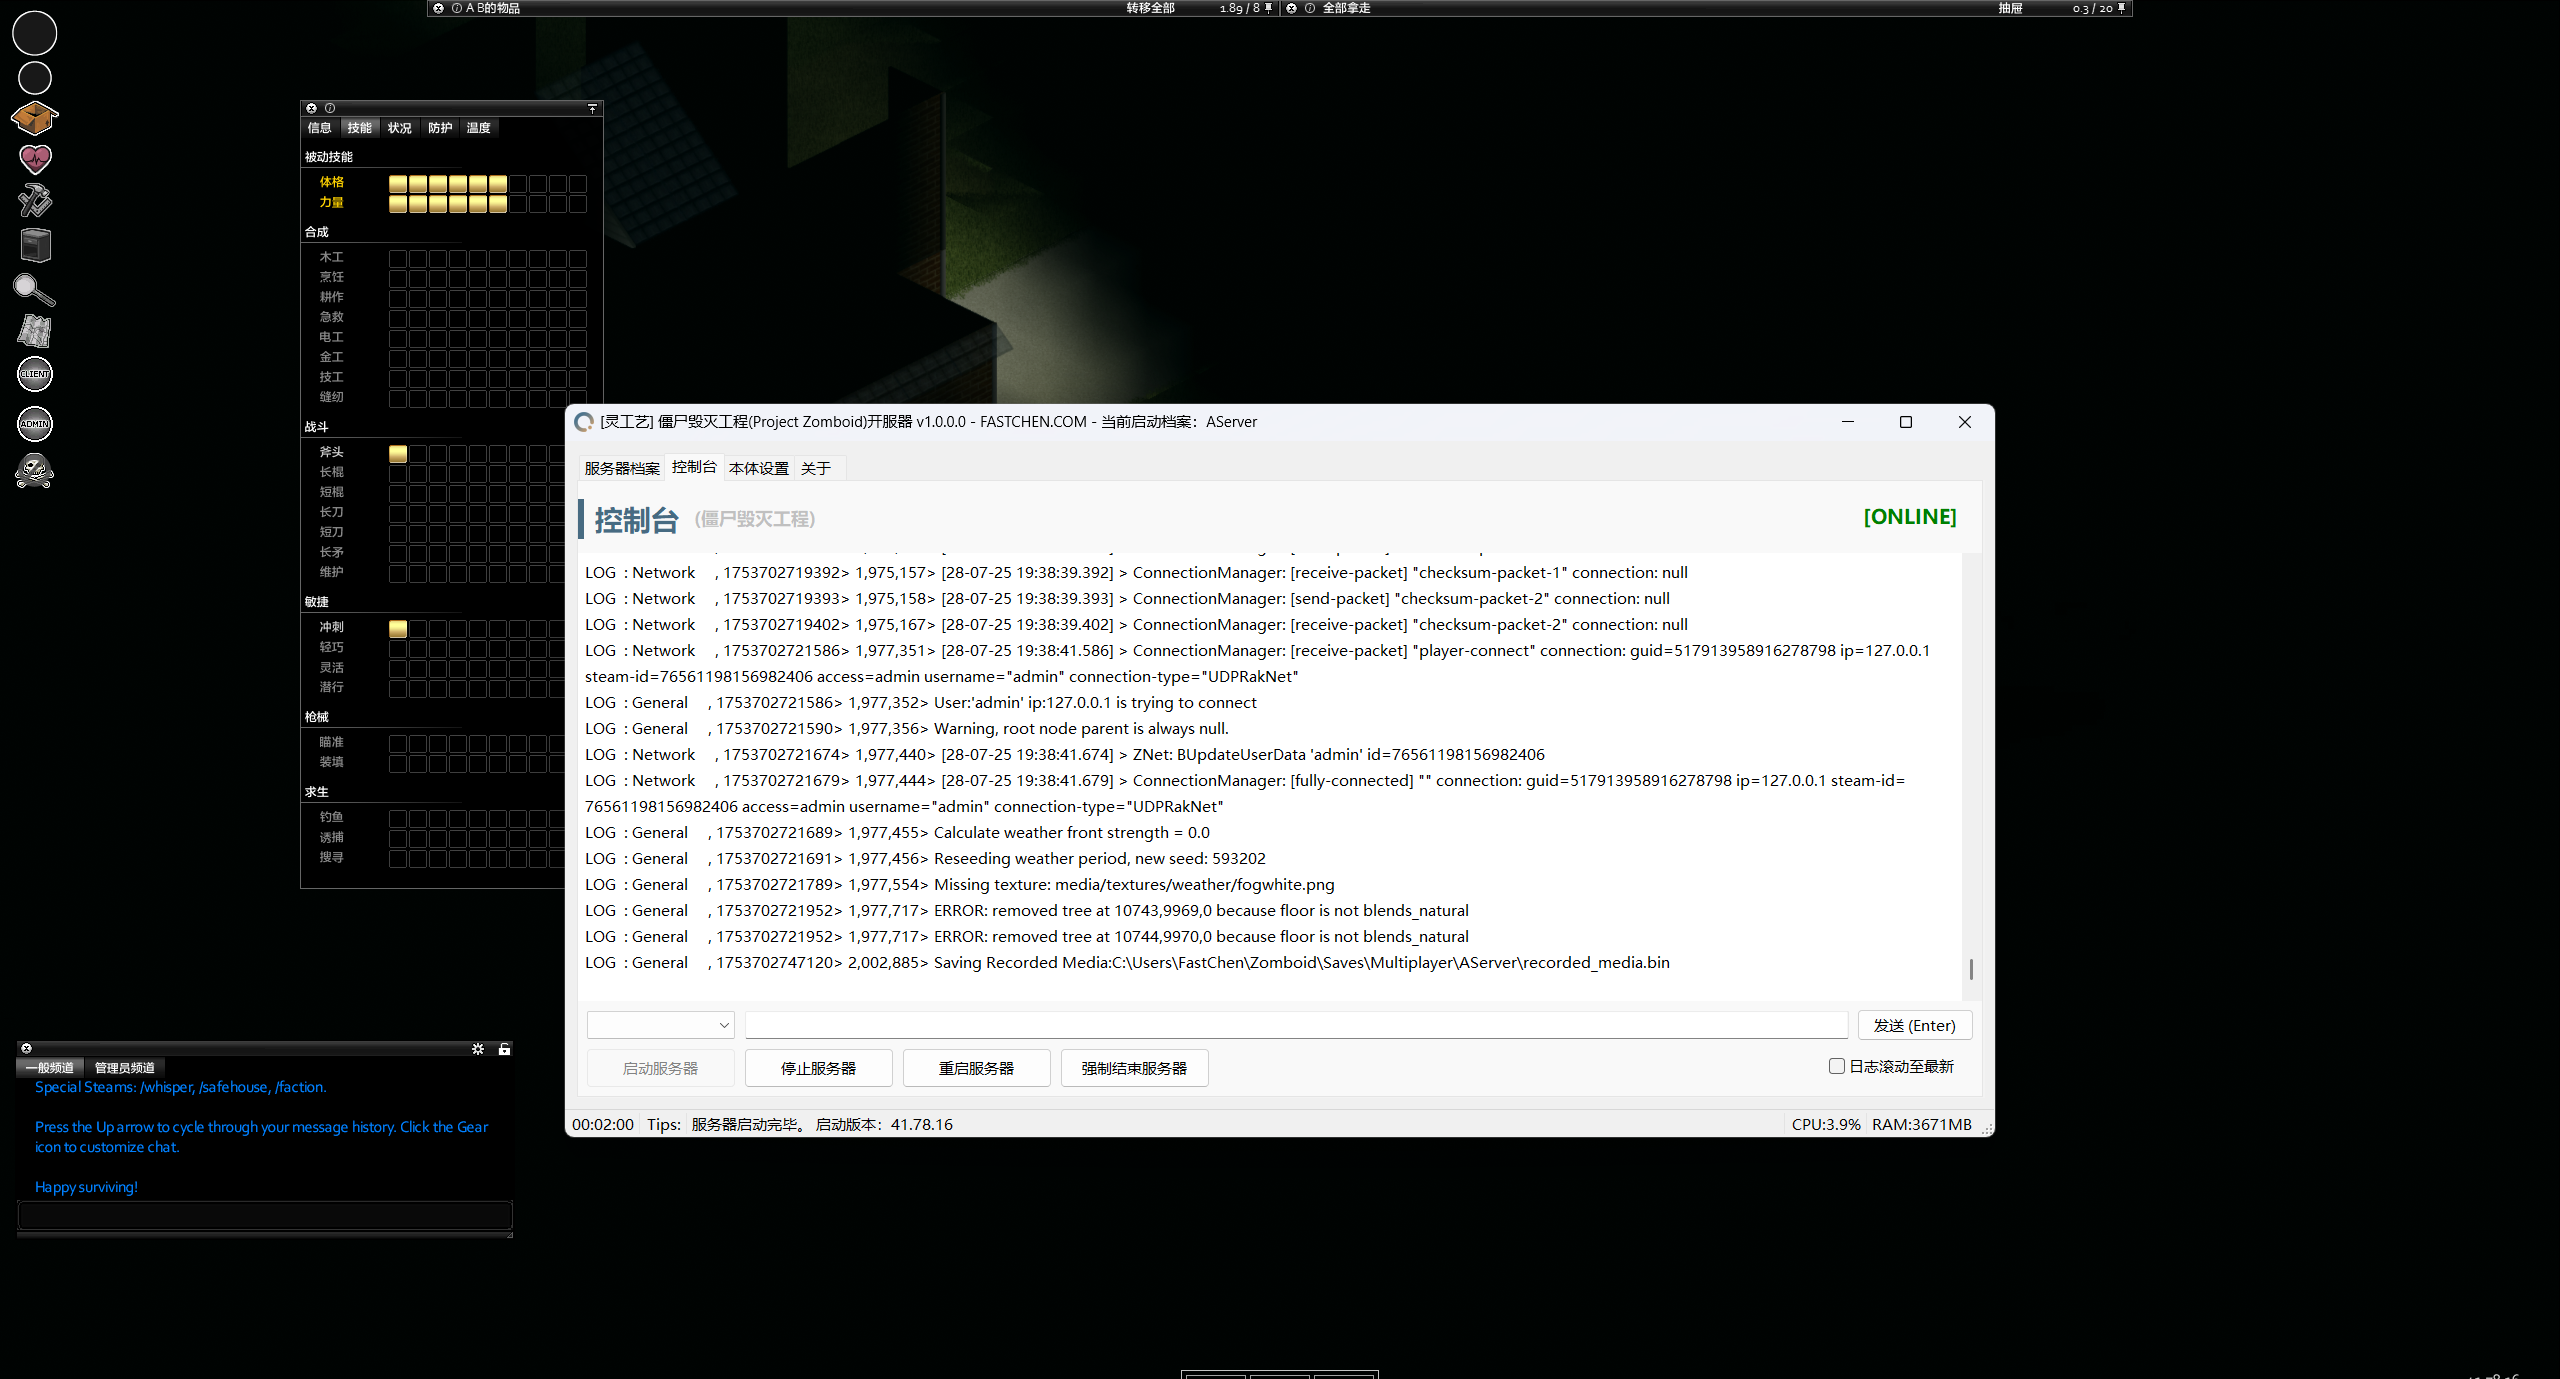 A B的物品 转移全部 1.89 / 8
全部拿走 抽屉 0.3 / 20
CLIENT
ADMIN
信息 技能 状况 防护 温度
被动技能
体格
力量
合成
木工
烹饪
耕作
急救
电工
金工
技工
缝纫
战斗
斧头
长棍
短棍
长刀
短刀
长矛
维护
敏捷
冲刺
轻巧
灵活
潜行
枪械
瞄准
装填
求生
钓鱼
诱捕
搜寻
[灵工艺] 僵尸毁灭工程(Project Zomboid)开服器 v1.0.0.0 - FASTCHEN.COM - 当前启动档案：AServer
服务器档案 控制台 本体设置 关于
控制台 (僵尸毁灭工程) [ONLINE]
LOG : Network , 1753702719392> 1,975,157> [28-07-25 19:38:39.392] > ConnectionManager: [receive-packet] "checksum-packet-1" connection: null
LOG : Network , 1753702719393> 1,975,158> [28-07-25 19:38:39.393] > ConnectionManager: [send-packet] "checksum-packet-2" connection: null
LOG : Network , 1753702719402> 1,975,167> [28-07-25 19:38:39.402] > ConnectionManager: [receive-packet] "checksum-packet-2" connection: null
LOG : Network , 1753702721586> 1,977,351> [28-07-25 19:38:41.586] > ConnectionManager: [receive-packet] "player-connect" connection: guid=517913958916278798 ip=127.0.0.1
steam-id=76561198156982406 access=admin username="admin" connection-type="UDPRakNet"
LOG : General , 1753702721586> 1,977,352> User:'admin' ip:127.0.0.1 is trying to connect
LOG : General , 1753702721590> 1,977,356> Warning, root node parent is always null.
LOG : Network , 1753702721674> 1,977,440> [28-07-25 19:38:41.674] > ZNet: BUpdateUserData 'admin' id=76561198156982406
LOG : Network , 1753702721679> 1,977,444> [28-07-25 19:38:41.679] > ConnectionManager: [fully-connected] "" connection: guid=517913958916278798 ip=127.0.0.1 steam-id=
76561198156982406 access=admin username="admin" connection-type="UDPRakNet"
LOG : General , 1753702721689> 1,977,455> Calculate weather front strength = 0.0
LOG : General , 1753702721691> 1,977,456> Reseeding weather period, new seed: 593202
LOG : General , 1753702721789> 1,977,554> Missing texture: media/textures/weather/fogwhite.png
LOG : General , 1753702721952> 1,977,717> ERROR: removed tree at 10743,9969,0 because floor is not blends_natural
LOG : General , 1753702721952> 1,977,717> ERROR: removed tree at 10744,9970,0 because floor is not blends_natural
LOG : General , 1753702747120> 2,002,885> Saving Recorded Media:C:\Users\FastChen\Zomboid\Saves\Multiplayer\AServer\recorded_media.bin
发送 (Enter)
启动服务器 停止服务器 重启服务器 强制结束服务器 日志滚动至最新
00:02:00 Tips: 服务器启动完毕。 启动版本：41.78.16 CPU:3.9% RAM:3671MB
一般频道 管理员频道
Special Steams: /whisper, /safehouse, /faction.
Press the Up arrow to cycle through your message history. Click the Gear
icon to customize chat.
Happy surviving!